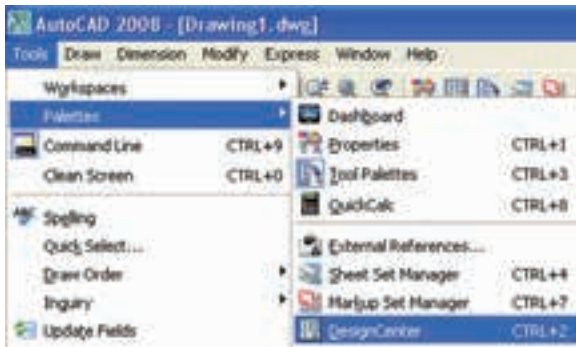 AutoCAD 2008 - [Drawing1.dwg]
Tools Draw Dimension Modify Express Window Help
Workspaces
Palettes
Dashboard
Command Line CTRL+9
Properties CTRL+1
Clean Screen CTRL+0
Tool Palettes CTRL+3
QuickCalc CTRL+8
Spelling
Quick Select...
External References...
Draw Order
Sheet Set Manager CTRL+4
Inquiry
Markup Set Manager CTRL+7
Update Fields
DesignCenter CTRL+2